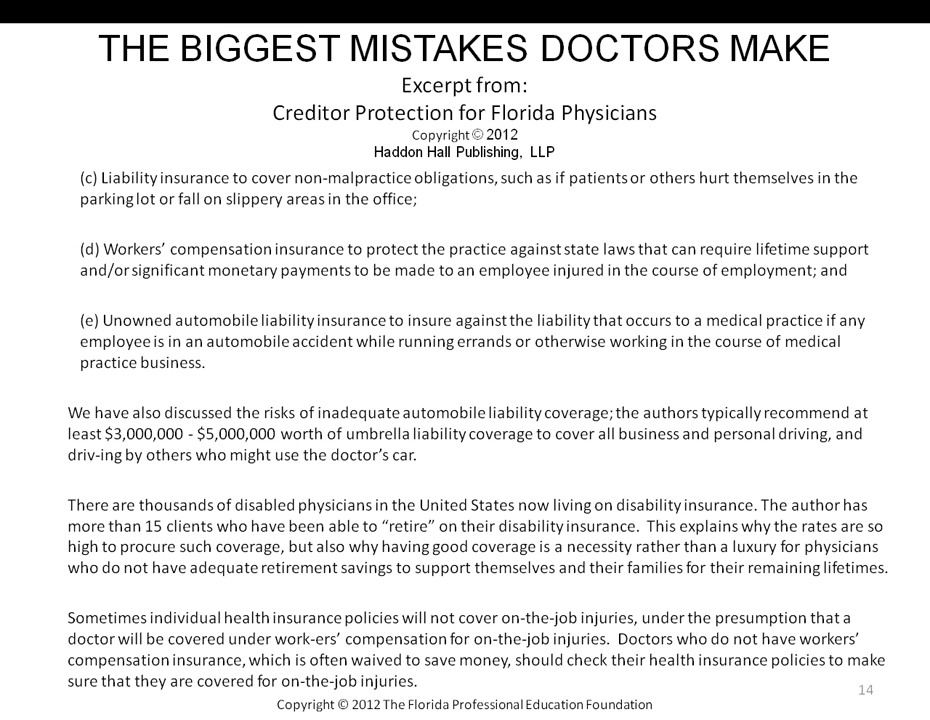 THE BIGGEST MISTAKES DOCTORS MAKE
Excerpt from:
Creditor Protection for Florida Physicians
Copyright © 2012
Haddon Hall Publishing, LLP
(c) Liability insurance to cover non-malpractice obligations, such as if patients or others hurt themselves in the
parking lot or fall on slippery areas in the office;
(d) Workers’ compensation insurance to protect the practice against state laws that can require lifetime support
and/or significant monetary payments to be made to an employee injured in the course of employment; and
(e) Unowned automobile liability insurance to insure against the liability that occurs to a medical practice if any
employee is in an automobile accident while running errands or otherwise working in the course of medical
practice business.
We have also discussed the risks of inadequate automobile liability coverage; the authors typically recommend at
least $3,000,000 - $5,000,000 worth of umbrella liability coverage to cover all business and personal driving, and
driv-ing by others who might use the doctor’s car.
There are thousands of disabled physicians in the United States now living on disability insurance. The author has
more than 15 clients who have been able to “retire” on their disability insurance. This explains why the rates are so
high to procure such coverage, but also why having good coverage is a necessity rather than a luxury for physicians
who do not have adequate retirement savings to support themselves and their families for their remaining lifetimes.
Sometimes individual health insurance policies will not cover on-the-job injuries, under the presumption that a
doctor will be covered under work-ers’ compensation for on-the-job injuries. Doctors who do not have workers’
compensation insurance, which is often waived to save money, should check their health insurance policies to make
sure that they are covered for on-the-job injuries.
14
Copyright © 2012 The Florida Professional Education Foundation